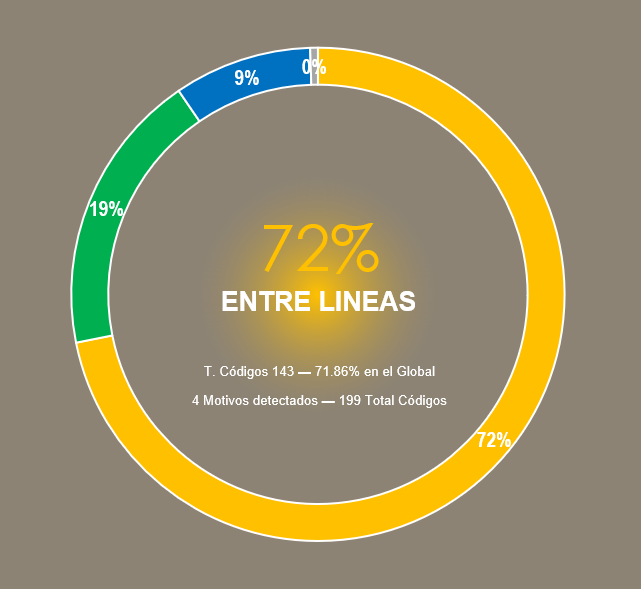 0%
9%
19%
72%
ENTRE LINEAS
T. Códigos 143 — 71.86% en el Global
4 Motivos detectados — 199 Total Códigos
72%